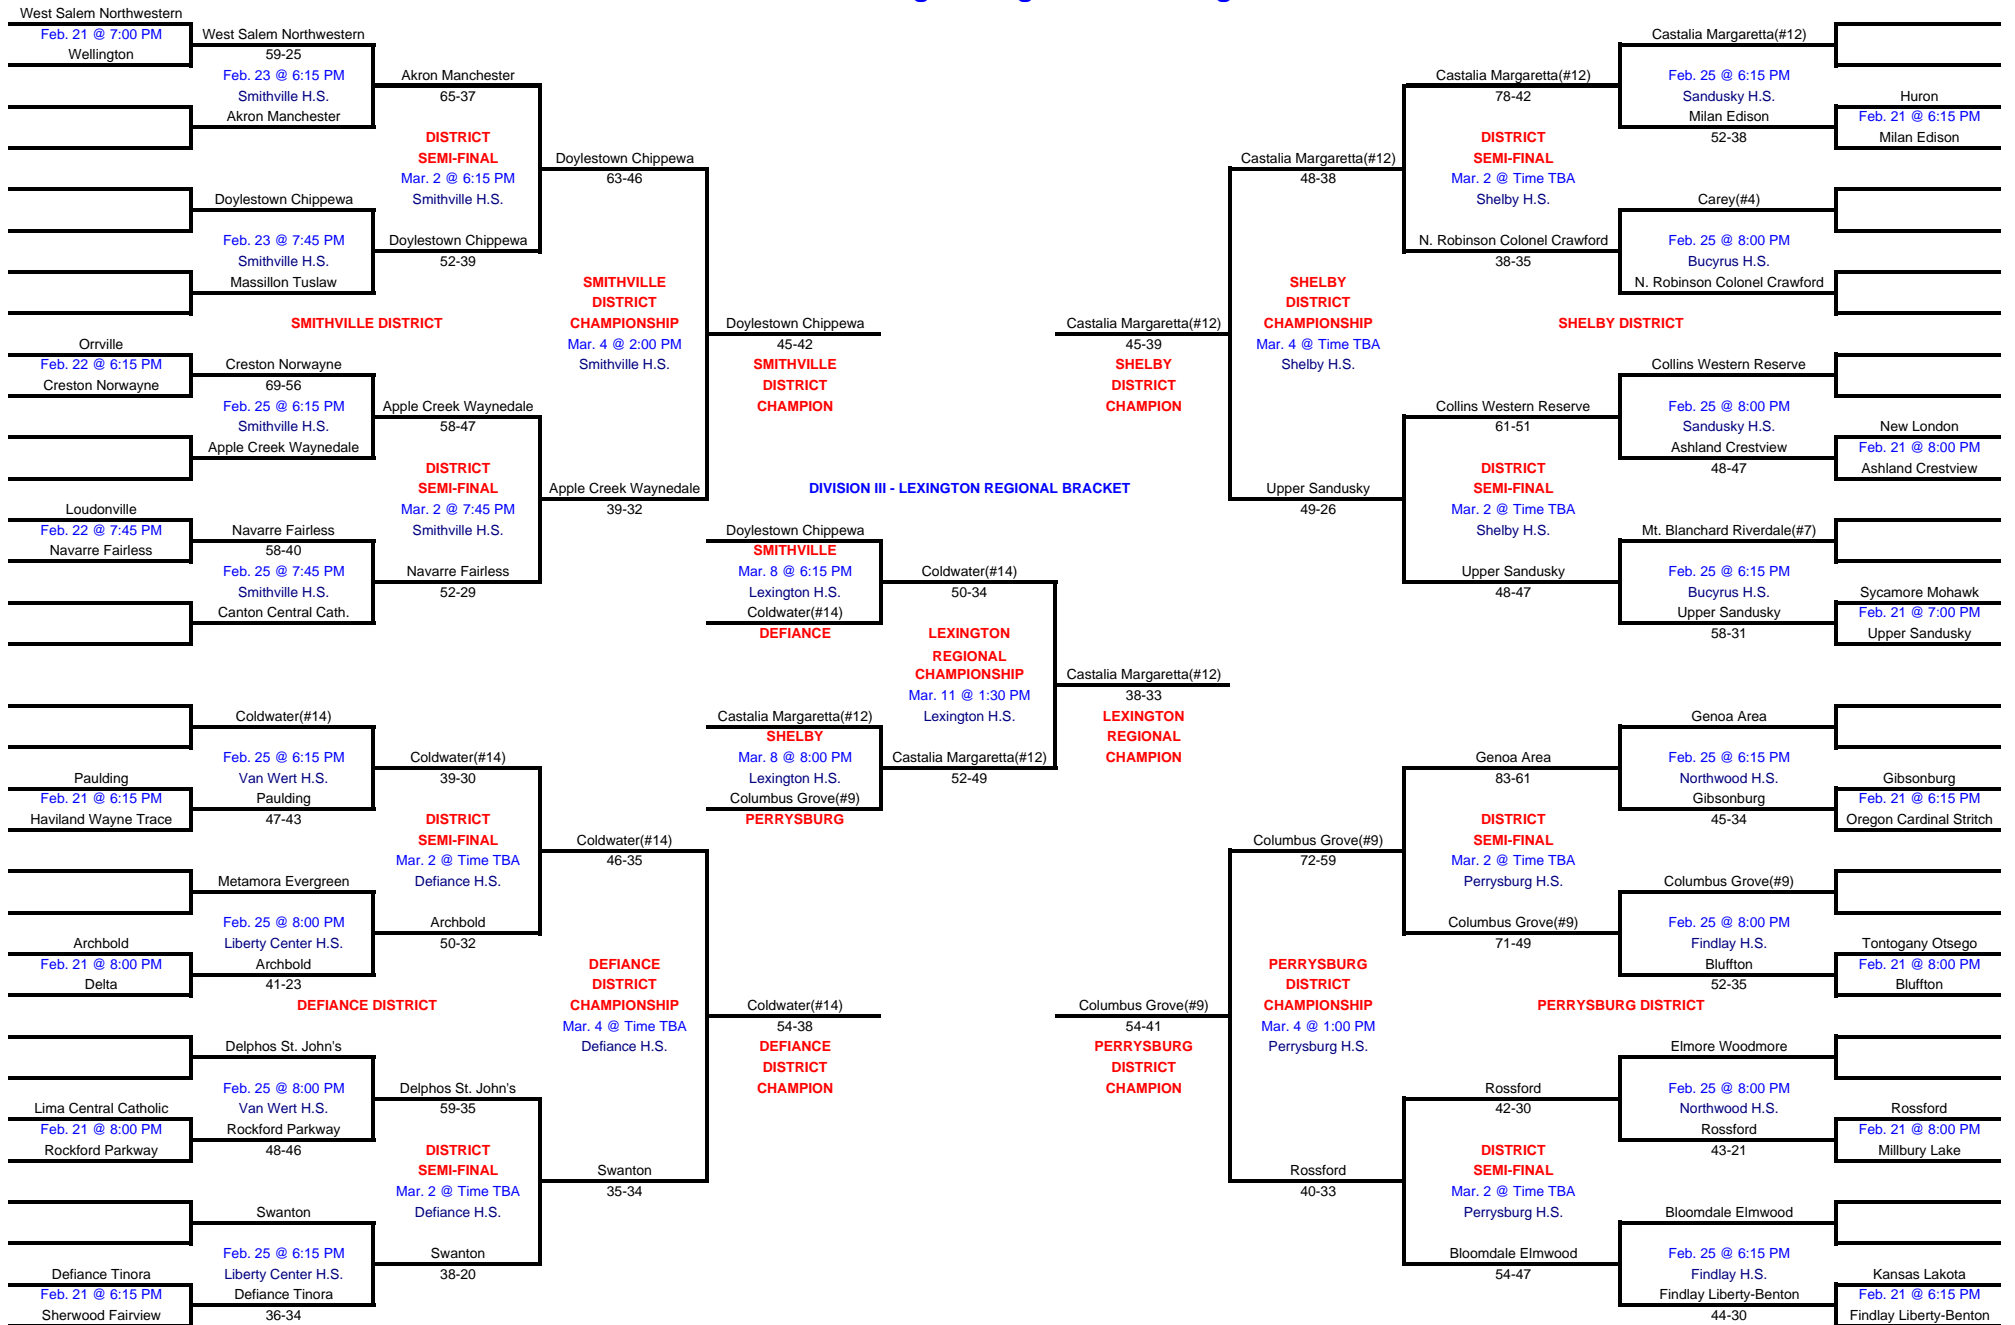 West Salem Northwestern
Feb. 21 @ 7:00 PM
Wellington
West Salem Northwestern
59-25
Feb. 23 @ 6:15 PM
Smithville H.S.
Akron Manchester
Akron Manchester
65-37
DISTRICT
SEMI-FINAL
Mar. 2 @ 6:15 PM
Smithville H.S.
Doylestown Chippewa
Feb. 23 @ 7:45 PM
Smithville H.S.
Massillon Tuslaw
Doylestown Chippewa
52-39
Doylestown Chippewa
63-46
SMITHVILLE
DISTRICT
CHAMPIONSHIP
Mar. 4 @ 2:00 PM
Smithville H.S.
SMITHVILLE DISTRICT
Doylestown Chippewa
45-42
SMITHVILLE
DISTRICT
CHAMPION
Orrville
Feb. 22 @ 6:15 PM
Creston Norwayne
Creston Norwayne
69-56
Feb. 25 @ 6:15 PM
Smithville H.S.
Apple Creek Waynedale
Apple Creek Waynedale
58-47
DISTRICT
SEMI-FINAL
Mar. 2 @ 7:45 PM
Smithville H.S.
Apple Creek Waynedale
39-32
Loudonville
Feb. 22 @ 7:45 PM
Navarre Fairless
Navarre Fairless
58-40
Feb. 25 @ 7:45 PM
Smithville H.S.
Canton Central Cath.
Navarre Fairless
52-29
Castalia Margaretta(#12)
Feb. 25 @ 6:15 PM
Sandusky H.S.
Milan Edison
52-38
Huron
Feb. 21 @ 6:15 PM
Milan Edison
Castalia Margaretta(#12)
78-42
DISTRICT
SEMI-FINAL
Mar. 2 @ Time TBA
Shelby H.S.
Castalia Margaretta(#12)
48-38
Carey(#4)
Feb. 25 @ 8:00 PM
Bucyrus H.S.
N. Robinson Colonel Crawford
N. Robinson Colonel Crawford
38-35
SHELBY
DISTRICT
CHAMPIONSHIP
Mar. 4 @ Time TBA
Shelby H.S.
SHELBY DISTRICT
Castalia Margaretta(#12)
45-39
SHELBY
DISTRICT
CHAMPION
Collins Western Reserve
Feb. 25 @ 8:00 PM
Sandusky H.S.
Ashland Crestview
48-47
New London
Feb. 21 @ 8:00 PM
Ashland Crestview
Collins Western Reserve
61-51
DISTRICT
SEMI-FINAL
Mar. 2 @ Time TBA
Shelby H.S.
Upper Sandusky
49-26
Mt. Blanchard Riverdale(#7)
Feb. 25 @ 6:15 PM
Bucyrus H.S.
Upper Sandusky
58-31
Sycamore Mohawk
Feb. 21 @ 7:00 PM
Upper Sandusky
Upper Sandusky
48-47
DIVISION III - LEXINGTON REGIONAL BRACKET
Doylestown Chippewa
SMITHVILLE
Mar. 8 @ 6:15 PM
Lexington H.S.
Coldwater(#14)
DEFIANCE
Coldwater(#14)
50-34
LEXINGTON
REGIONAL
CHAMPIONSHIP
Mar. 11 @ 1:30 PM
Lexington H.S.
Castalia Margaretta(#12)
38-33
LEXINGTON
REGIONAL
CHAMPION
Castalia Margaretta(#12)
SHELBY
Mar. 8 @ 8:00 PM
Lexington H.S.
Columbus Grove(#9)
PERRYSBURG
Castalia Margaretta(#12)
52-49
Coldwater(#14)
Feb. 25 @ 6:15 PM
Van Wert H.S.
Paulding
47-43
Paulding
Feb. 21 @ 6:15 PM
Haviland Wayne Trace
Coldwater(#14)
39-30
DISTRICT
SEMI-FINAL
Mar. 2 @ Time TBA
Defiance H.S.
Coldwater(#14)
46-35
Metamora Evergreen
Feb. 25 @ 8:00 PM
Liberty Center H.S.
Archbold
41-23
Archbold
Feb. 21 @ 8:00 PM
Delta
Archbold
50-32
DEFIANCE
DISTRICT
CHAMPIONSHIP
Mar. 4 @ Time TBA
Defiance H.S.
DEFIANCE DISTRICT
Coldwater(#14)
54-38
DEFIANCE
DISTRICT
CHAMPION
Delphos St. John's
Feb. 25 @ 8:00 PM
Van Wert H.S.
Rockford Parkway
48-46
Lima Central Catholic
Feb. 21 @ 8:00 PM
Rockford Parkway
Delphos St. John's
59-35
DISTRICT
SEMI-FINAL
Mar. 2 @ Time TBA
Defiance H.S.
Swanton
35-34
Swanton
Feb. 25 @ 6:15 PM
Liberty Center H.S.
Defiance Tinora
36-34
Defiance Tinora
Feb. 21 @ 6:15 PM
Sherwood Fairview
Swanton
38-20
Genoa Area
Feb. 25 @ 6:15 PM
Northwood H.S.
Gibsonburg
45-34
Gibsonburg
Feb. 21 @ 6:15 PM
Oregon Cardinal Stritch
Genoa Area
83-61
DISTRICT
SEMI-FINAL
Mar. 2 @ Time TBA
Perrysburg H.S.
Columbus Grove(#9)
72-59
Columbus Grove(#9)
Feb. 25 @ 8:00 PM
Findlay H.S.
Bluffton
52-35
Tontogany Otsego
Feb. 21 @ 8:00 PM
Bluffton
Columbus Grove(#9)
71-49
PERRYSBURG
DISTRICT
CHAMPIONSHIP
Mar. 4 @ 1:00 PM
Perrysburg H.S.
PERRYSBURG DISTRICT
Columbus Grove(#9)
54-41
PERRYSBURG
DISTRICT
CHAMPION
Elmore Woodmore
Feb. 25 @ 8:00 PM
Northwood H.S.
Rossford
43-21
Rossford
Feb. 21 @ 8:00 PM
Millbury Lake
Rossford
42-30
DISTRICT
SEMI-FINAL
Mar. 2 @ Time TBA
Perrysburg H.S.
Rossford
40-33
Bloomdale Elmwood
Feb. 25 @ 6:15 PM
Findlay H.S.
Findlay Liberty-Benton
44-30
Kansas Lakota
Feb. 21 @ 6:15 PM
Findlay Liberty-Benton
Bloomdale Elmwood
54-47